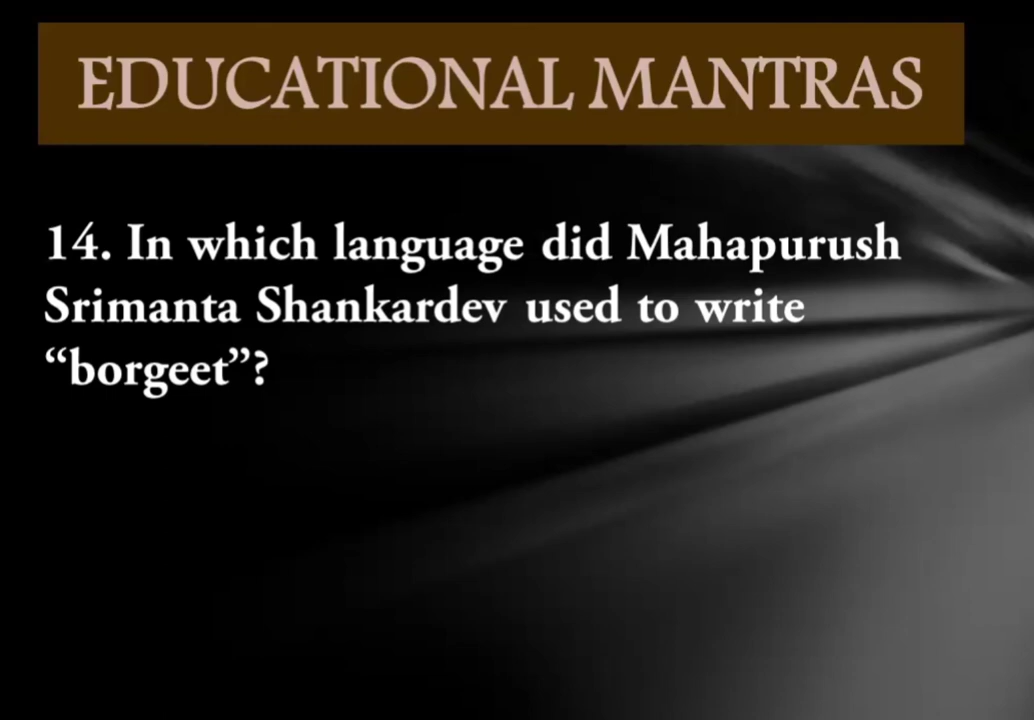 EDUCATIONAL MANTRAS
14. In which language did Mahapurush
Srimanta Shankardev used to write
“borgeet”?